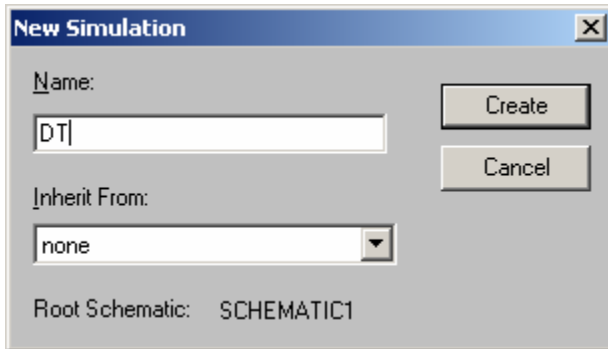 New Simulation
Name:
Create
DT
Cancel
Inherit From:
none
Root Schematic: SCHEMATIC1